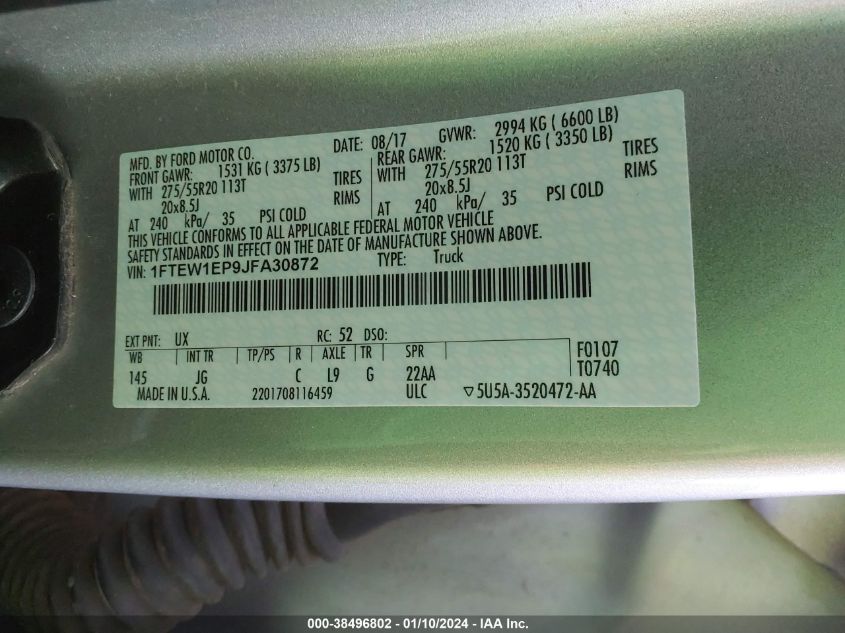 MFD. BY FORD MOTOR CO. DATE: 08/17 GVWR: 2994 KG ( 6600 LB)
FRONT GAWR: 1531 KG ( 3375 LB) REAR GAWR: 1520 KG ( 3350 LB)
WITH 275/55R20 113T TIRES WITH 275/55R20 113T TIRES
20x8.5J RIMS 20x8.5J RIMS
AT 240 kPa/ 35 PSI COLD AT 240 kPa/ 35 PSI COLD
THIS VEHICLE CONFORMS TO ALL APPLICABLE FEDERAL MOTOR VEHICLE
SAFETY STANDARDS IN EFFECT ON THE DATE OF MANUFACTURE SHOWN ABOVE.
VIN: 1FTEW1EP9JFA30872 TYPE: Truck
EXT PNT: UX RC: 52 DSO:
WB INT TR TP/PS R AXLE TR SPR F0107
145 JG C L9 G 22AA T0740
MADE IN U.S.A. 2201708116459 ULC ▽5U5A-3520472-AA
000-38496802 - 01/10/2024 - IAA Inc.